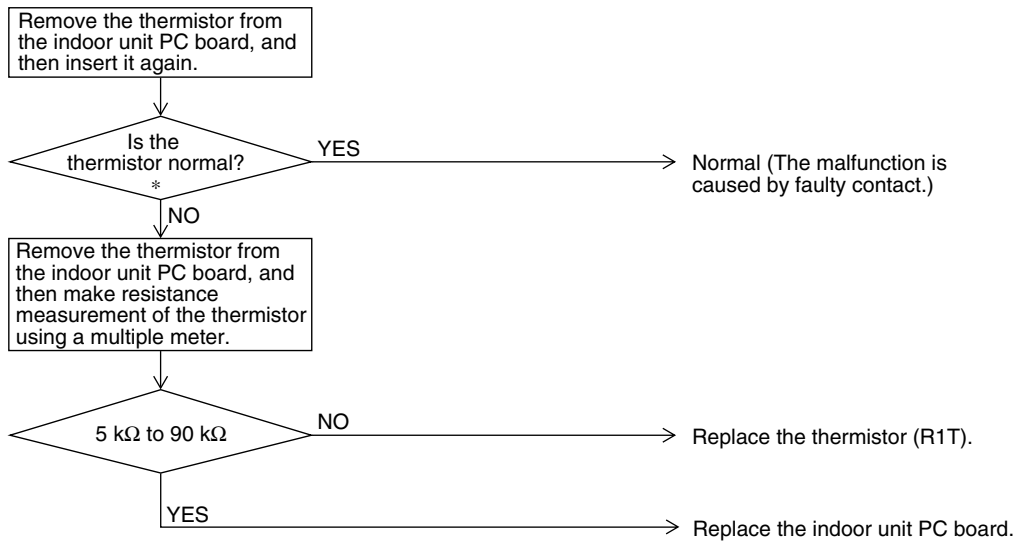 Remove the thermistor from
the indoor unit PC board, and
then insert it again.
Is the
thermistor normal?
*
YES
Normal (The malfunction is
caused by faulty contact.)
NO
Remove the thermistor from
the indoor unit PC board, and
then make resistance
measurement of the thermistor
using a multiple meter.
5 kΩ to 90 kΩ
NO
Replace the thermistor (R1T).
YES
Replace the indoor unit PC board.